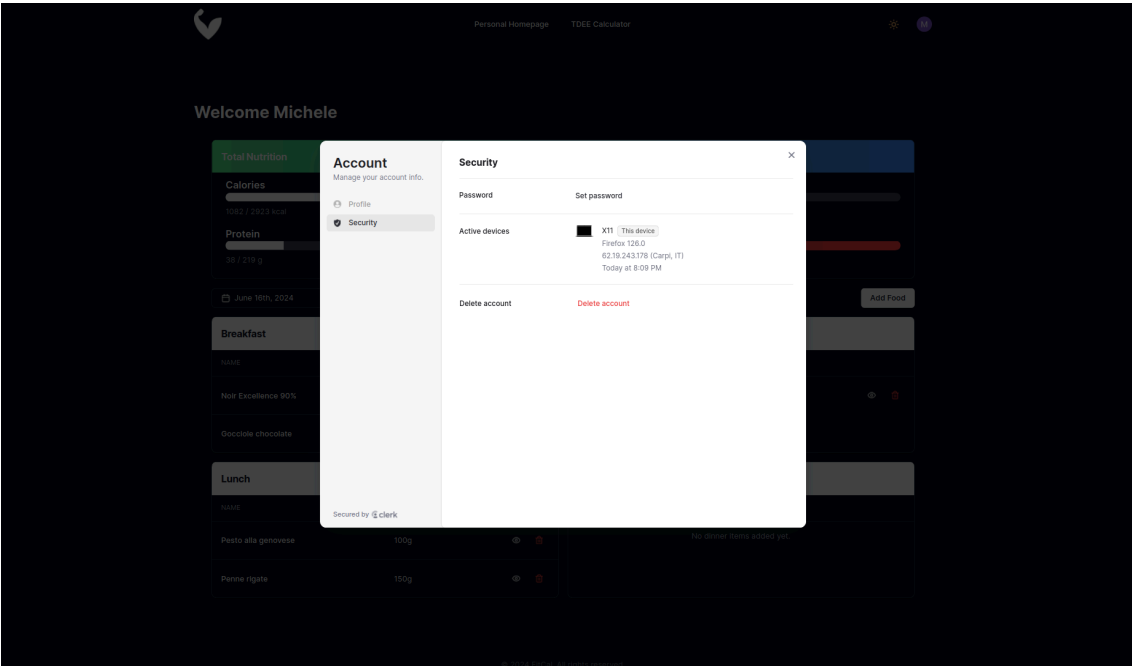 Personal Homepage
TDEE Calculator
M
Welcome Michele
Total Nutrition
Calories
1082 / 2923 kcal
Protein
38 / 219 g
June 16th, 2024
Add Food
Breakfast
NAME
Noir Excellence 90%
Gocciole chocolate
Lunch
NAME
Pesto alla genovese
100g
Penne rigate
150g
No dinner items added yet.
Account
Manage your account info.
Profile
Security
Secured by clerk
Security
Password
Set password
Active devices
X11 This device
Firefox 126.0
62.19.243.178 (Carpi, IT)
Today at 8:09 PM
Delete account
Delete account